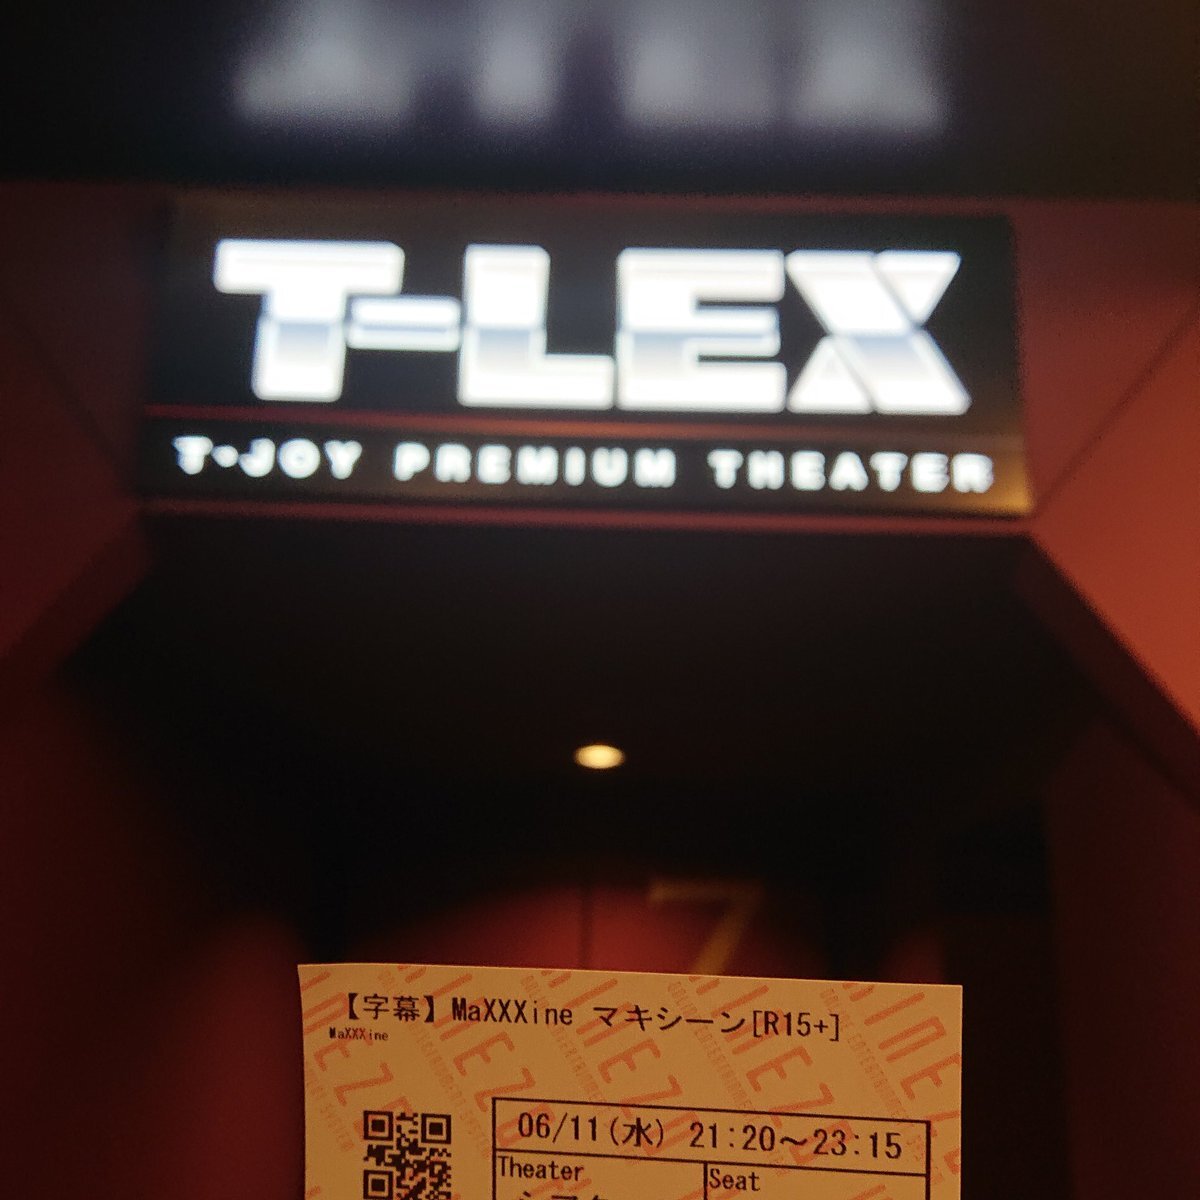 T-LEX
T・JOY PREMIUM THEATER
7
【字幕】MaXXXine マキシーン[R15+]
MaXXXine
06/11(水) 21:20～23:15
Theater
Seat